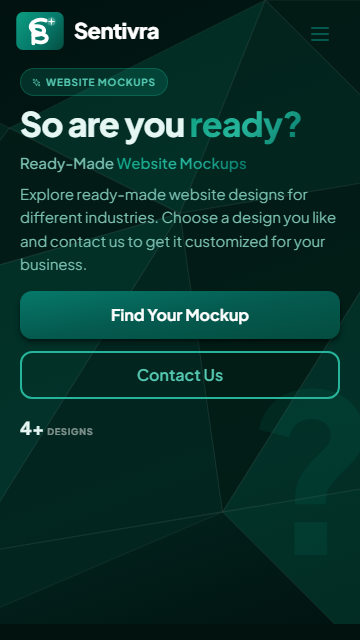 Sentivra
WEBSITE MOCKUPS
So are you ready?
Ready-Made Website Mockups
Explore ready-made website designs for
different industries. Choose a design you like
and contact us to get it customized for your
business.
Find Your Mockup
Contact Us
4+ DESIGNS
?